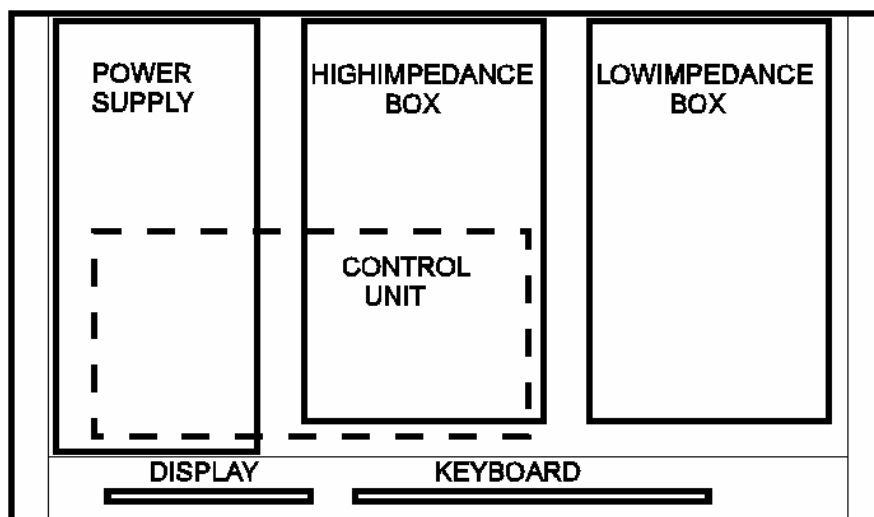 POWER
SUPPLY
HIGHIMPEDANCE
BOX
LOWIMPEDANCE
BOX
CONTROL
UNIT
DISPLAY
KEYBOARD